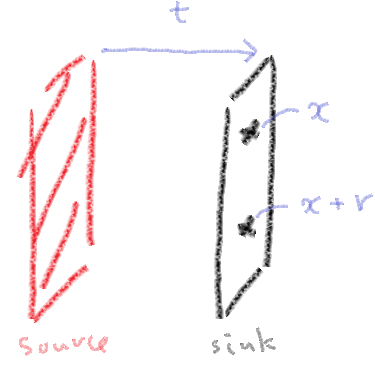 t
x
x + r
source
sink